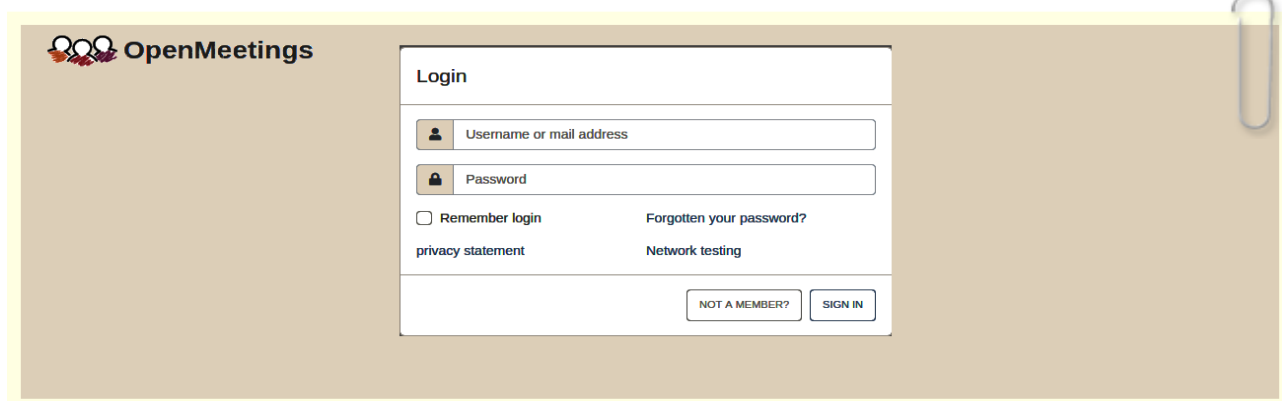 OpenMeetings
Login
Username or mail address
Password
Remember login
Forgotten your password?
privacy statement
Network testing
NOT A MEMBER?
SIGN IN